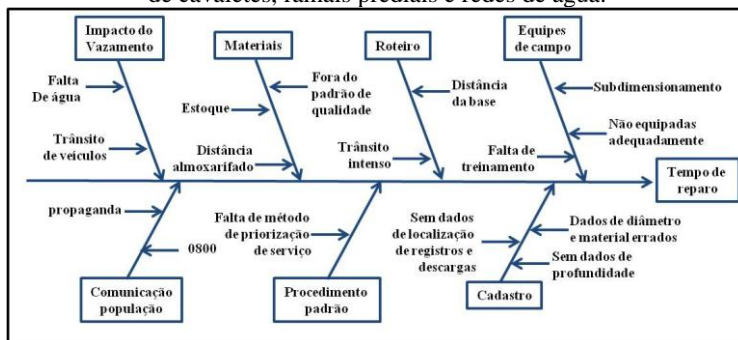 de cavaletes, ramais prediais e redes de água.
Impacto do
Vazamento
Materiais
Roteiro
Equipes
de campo
Falta
De água
Trânsito
de veículos
Fora do
padrão de
qualidade
Estoque
Distância
almoxarifado
Distância
da base
Trânsito
intenso
Subdimensionamento
Não equipadas
adequadamente
Falta de
treinamento
Tempo de
reparo
propaganda
0800
Falta de método
de priorização
de serviço
Sem dados
de localização
de registros e
descargas
Dados de diâmetro
e material errados
Sem dados de
profundidade
Comunicação
população
Procedimento
padrão
Cadastro